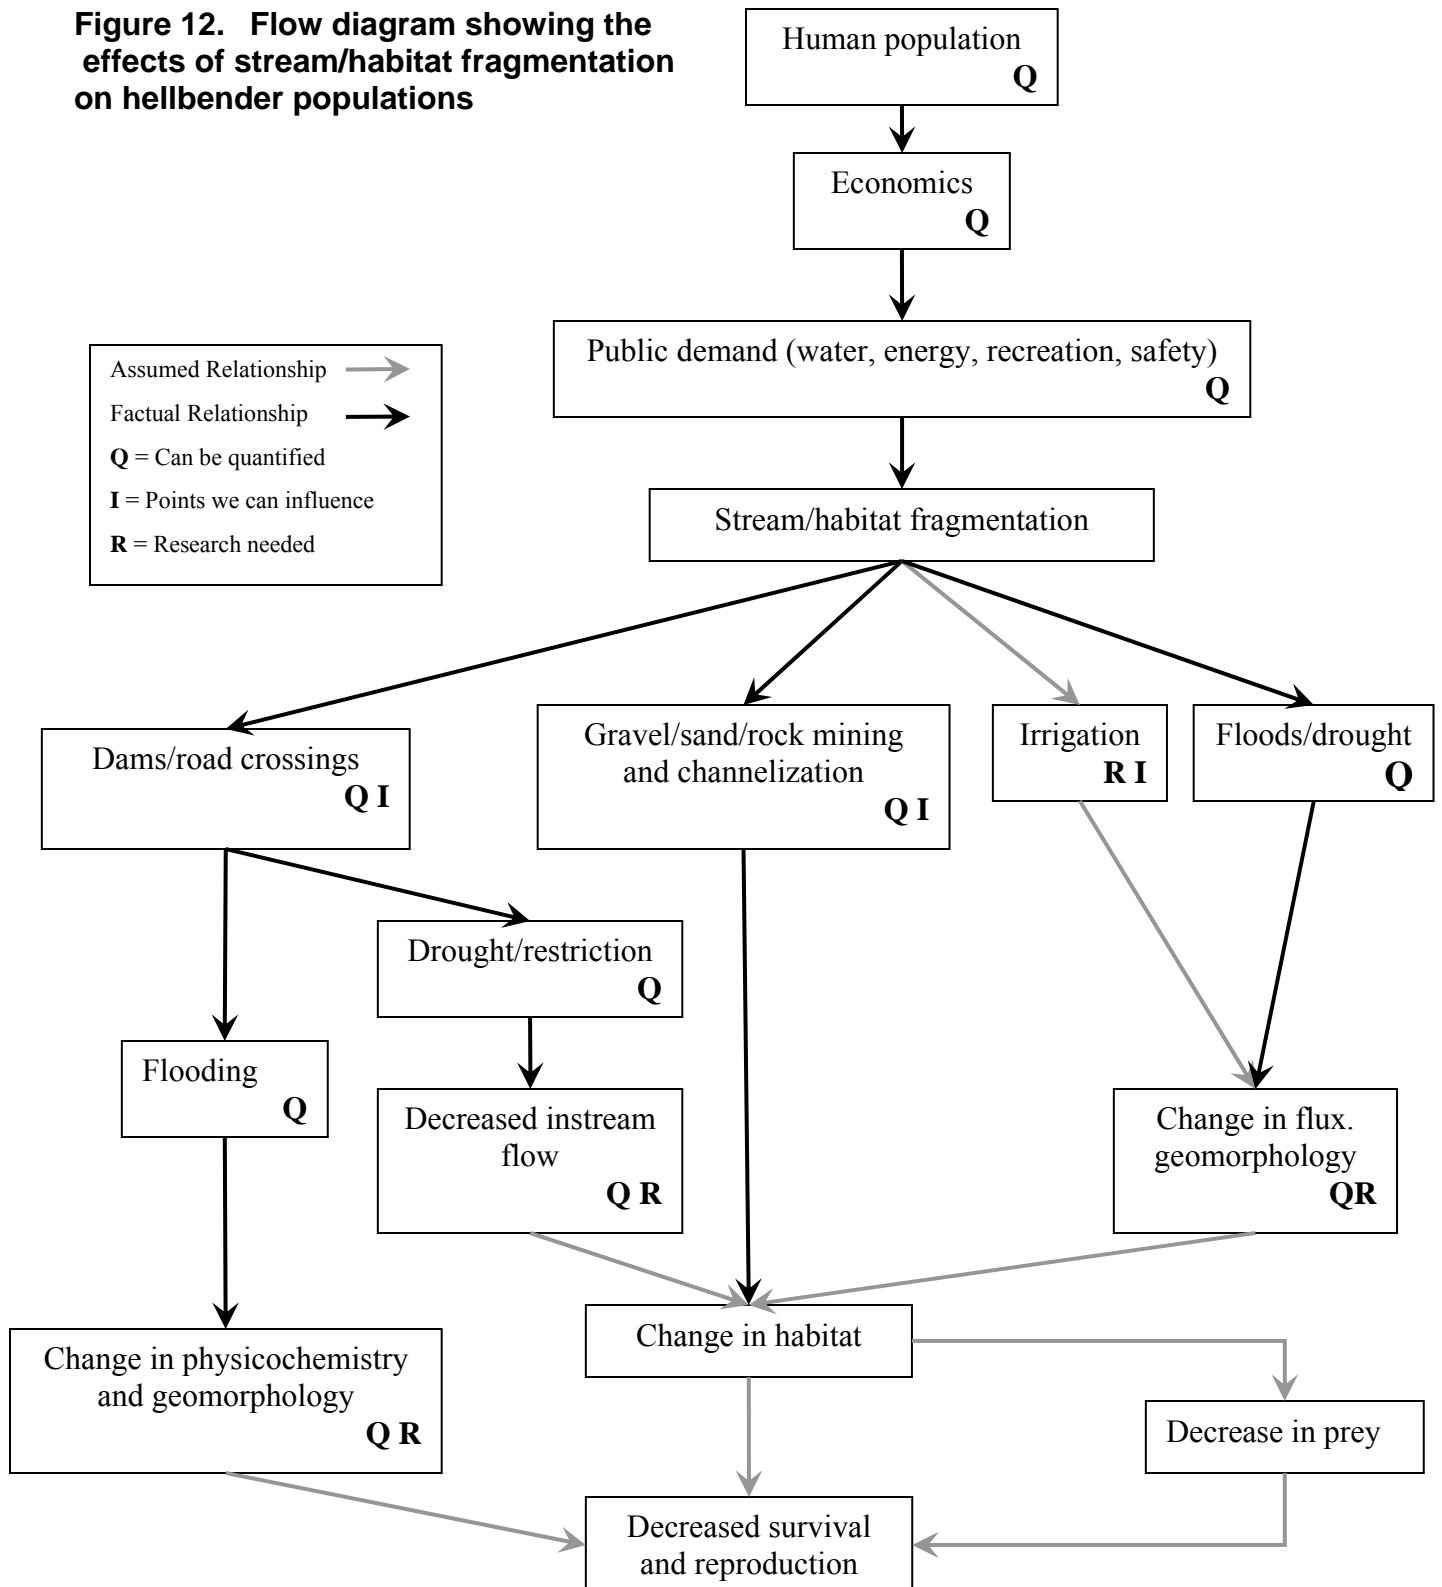 Figure 12. Flow diagram showing the
effects of stream/habitat fragmentation
on hellbender populations
Human population
Q
Economics
Q
Public demand (water, energy, recreation, safety)
Q
Assumed Relationship
Factual Relationship
Q = Can be quantified
I = Points we can influence
R = Research needed
Stream/habitat fragmentation
Dams/road crossings
Q I
Gravel/sand/rock mining
and channelization
Q I
Irrigation
R I
Floods/drought
Q
Drought/restriction
Q
Flooding
Q
Decreased instream
flow
Q R
Change in flux.
geomorphology
QR
Change in habitat
Change in physicochemistry
and geomorphology
Q R
Decrease in prey
Decreased survival
and reproduction